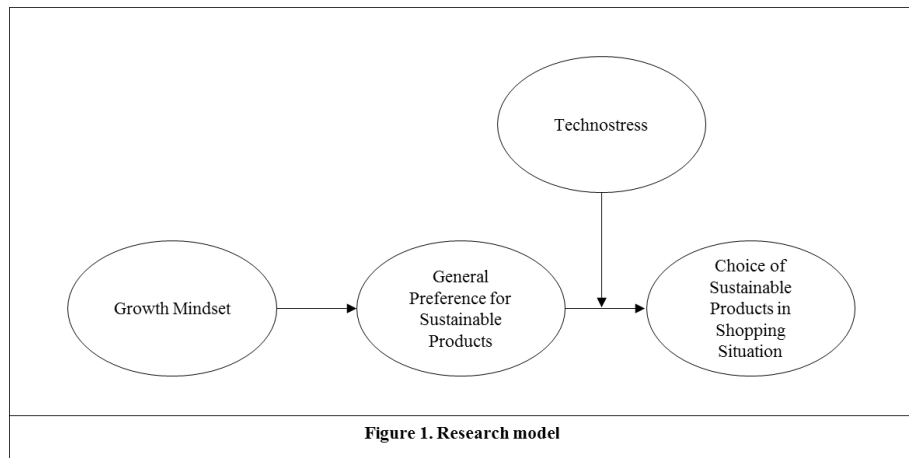 Technostress
Growth Mindset
General
Preference for
Sustainable
Products
Choice of
Sustainable
Products in
Shopping
Situation
Figure 1. Research model